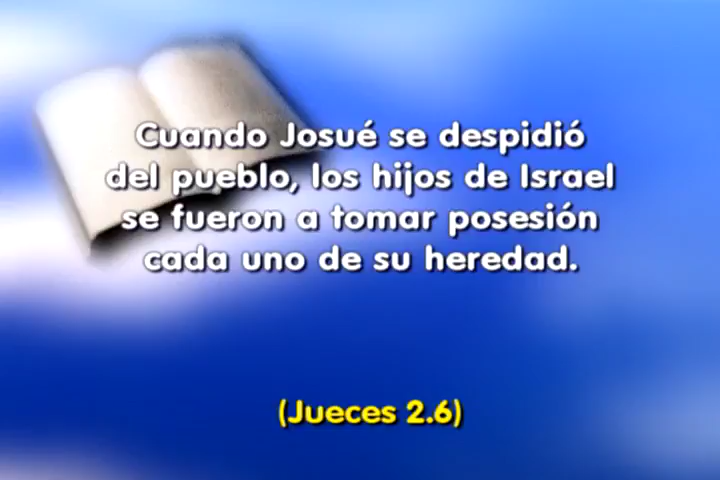 Cuando Josué se despidió
del pueblo, los hijos de Israel
se fueron a tomar posesión
cada uno de su heredad.
(Jueces 2.6)